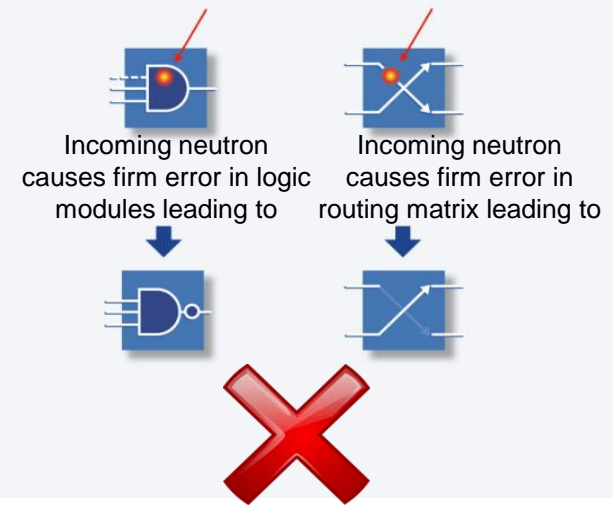 Incoming neutron
causes firm error in logic
modules leading to
Incoming neutron
causes firm error in
routing matrix leading to